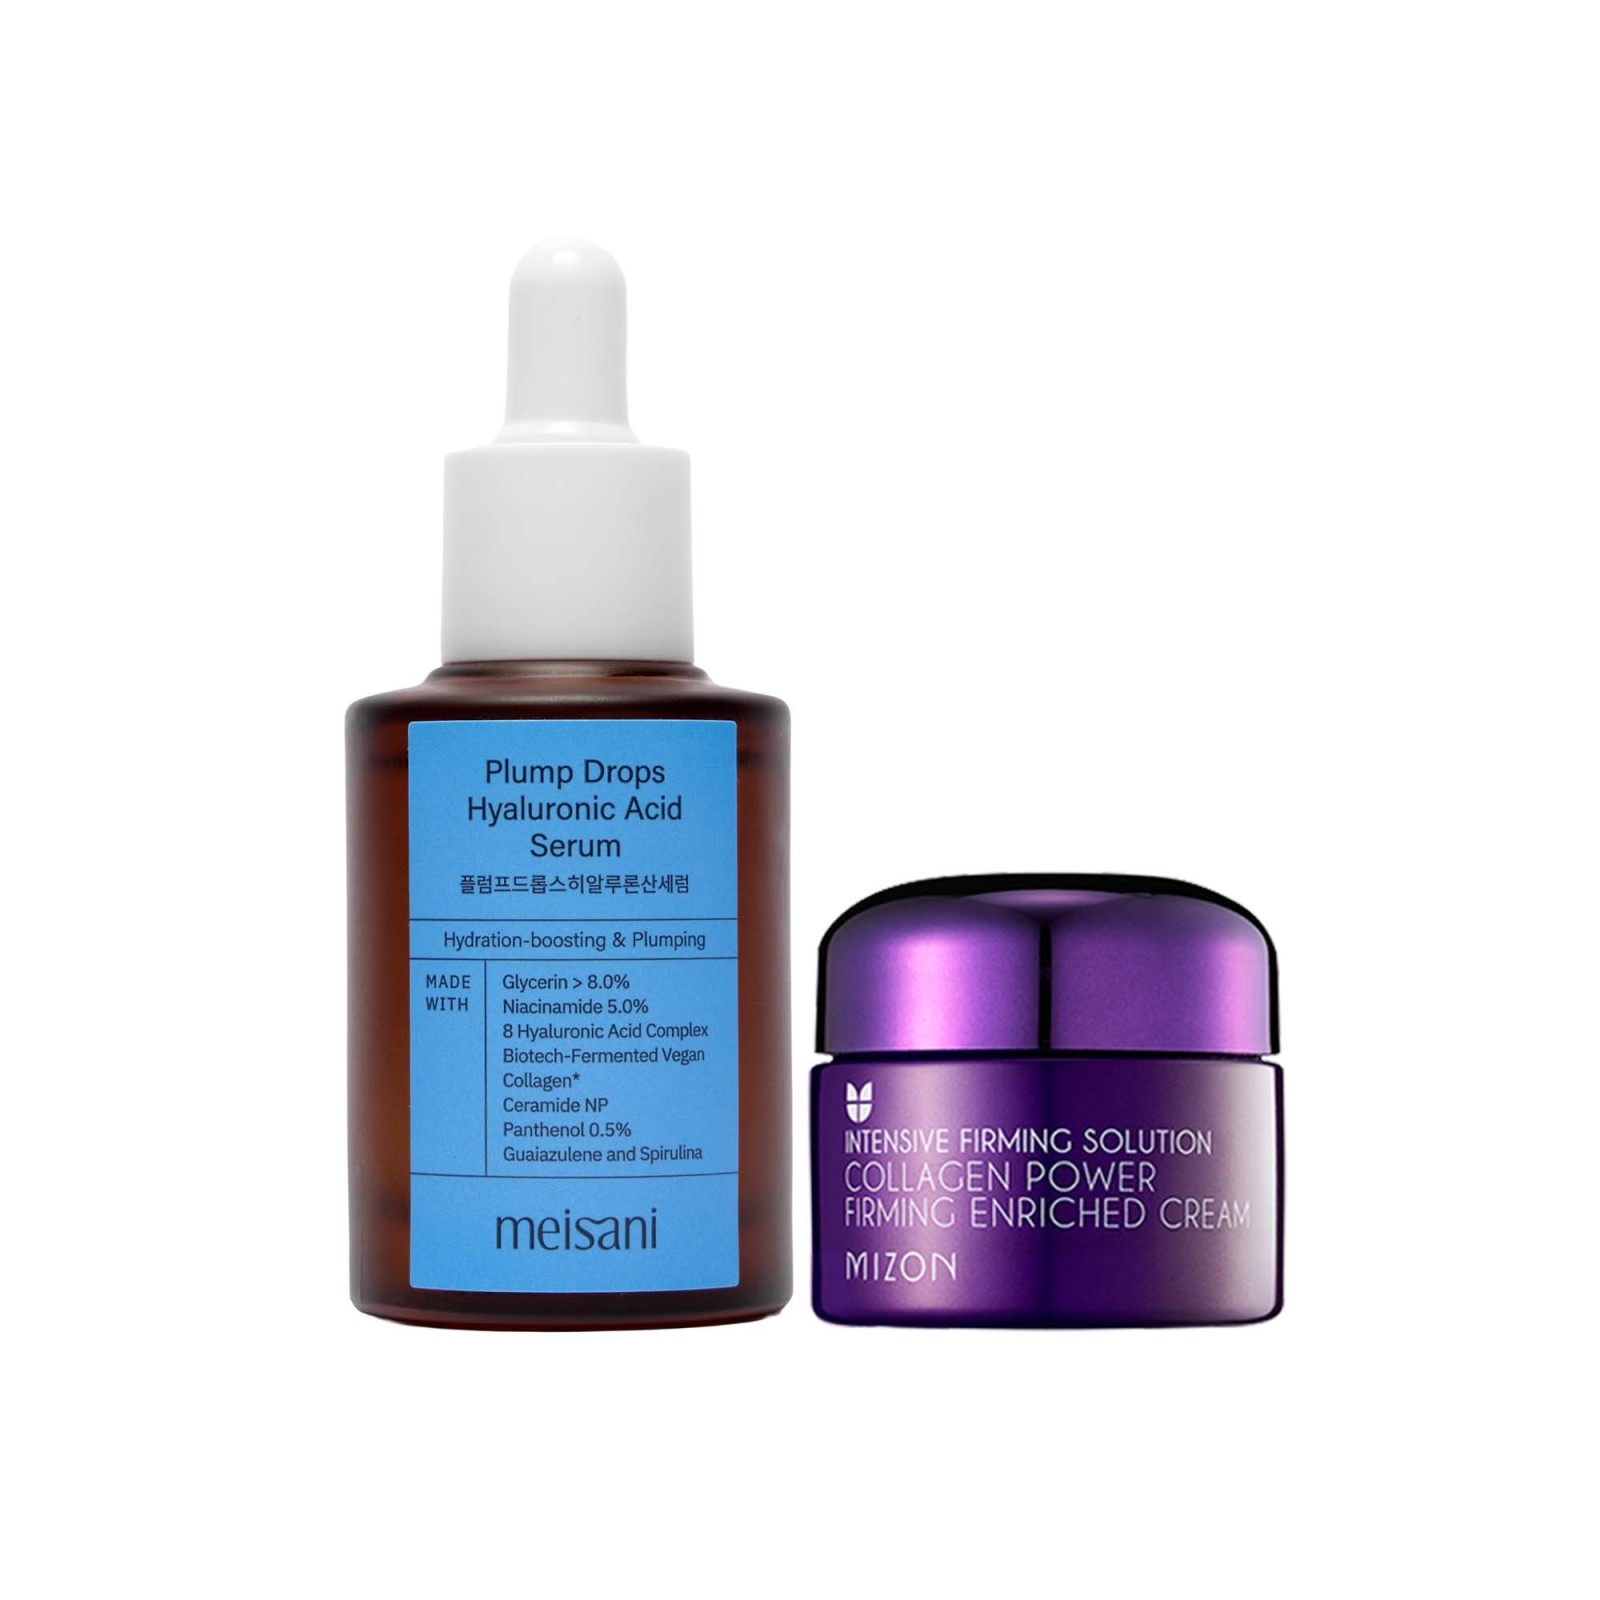 Plump Drops
Hyaluronic Acid
Serum
플럼프드롭스히알루론산세럼
Hydration-boosting & Plumping
MADE
WITH
Glycerin > 8.0%
Niacinamide 5.0%
8 Hyaluronic Acid Complex
Biotech-Fermented Vegan
Collagen*
Ceramide NP
Panthenol 0.5%
Guaiazulene and Spirulina
meisani
INTENSIVE FIRMING SOLUTION
COLLAGEN POWER
FIRMING ENRICHED CREAM
MIZON